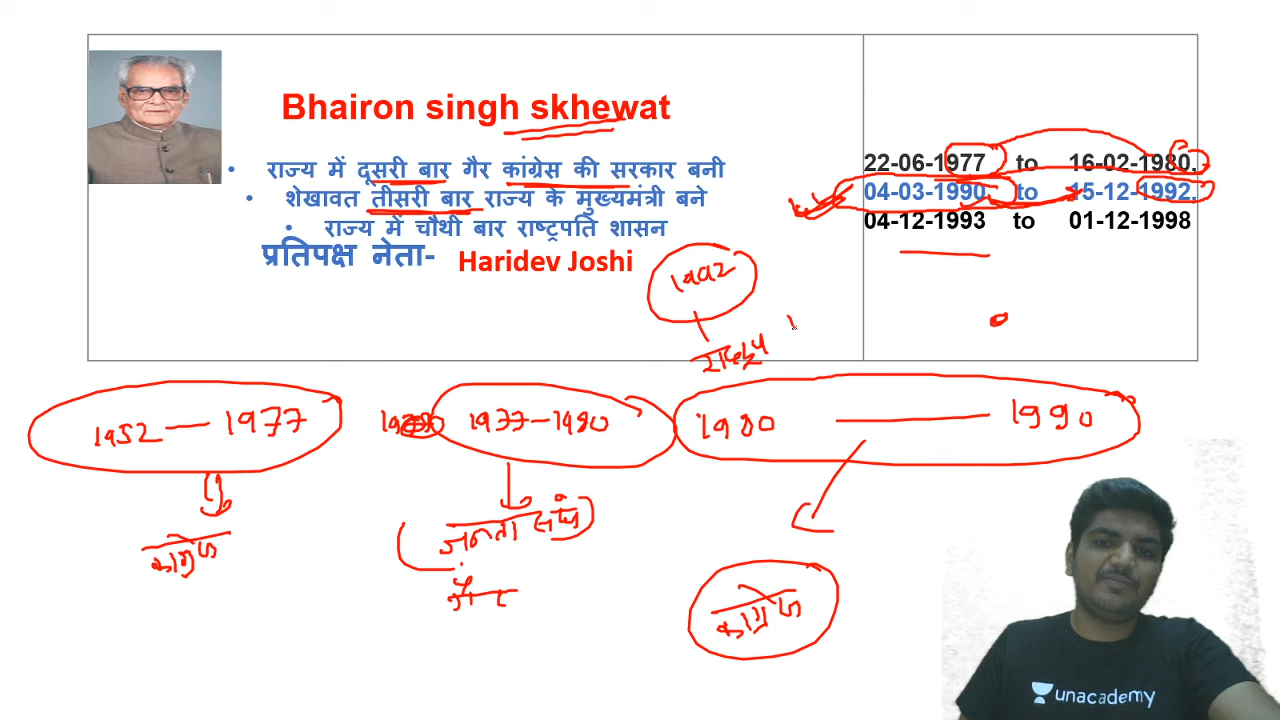 Bhairon singh skhewat
• राज्य में दूसरी बार गैर कांग्रेस की सरकार बनी
• शेखावत तीसरी बार राज्य के मुख्यमंत्री बने
• राज्य में चौथी बार राष्ट्रपति शासन
प्रतिपक्ष नेता- Haridev Joshi
22-06-1977 to 16-02-1980,
04-03-1990 to 15-12-1992,
04-12-1993 to 01-12-1998
1992
1952 — 1977
1977-1980
1980 — 1990
जनता
unacademy